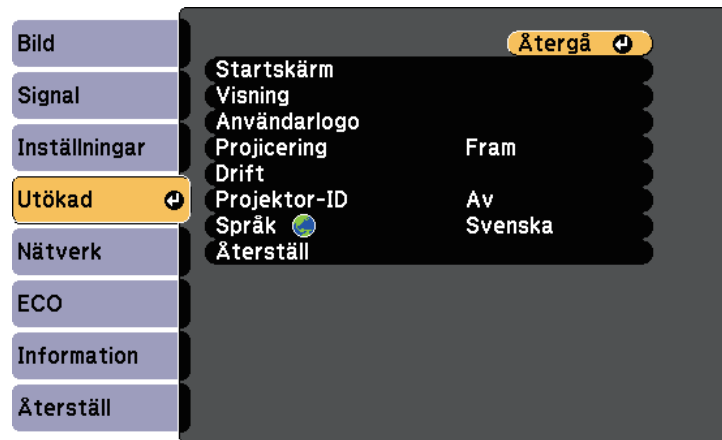 Bild
Signal
Inställningar
Utökad
Nätverk
ECO
Information
Återställ
Återgå
Startskärm
Visning
Användarlogo
Projicering Fram
Drift
Projektor-ID Av
Språk Svenska
Återställ